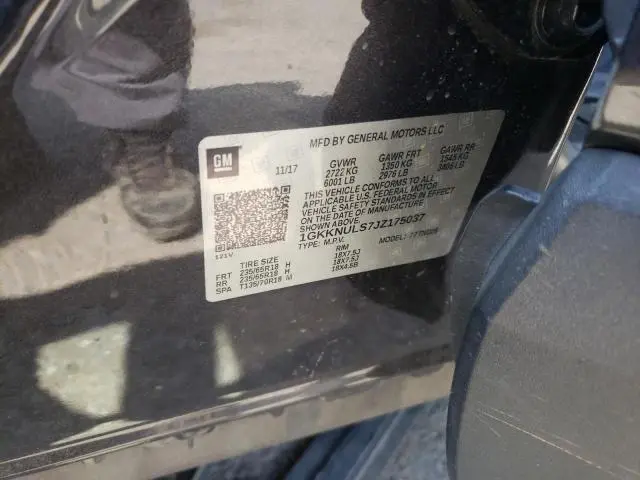 MFD BY GENERAL MOTORS LLC
GM
11/17 GVWR GAWR FRT GAWR RR
2722 KG 1350 KG 1545 KG
6001 LB 2976 LB 3406 LB
THIS VEHICLE CONFORMS TO ALL
APPLICABLE U.S. FEDERAL MOTOR
VEHICLE SAFETY STANDARDS IN EFFECT
ON THE DATE OF MANUFACTURE
1GKKNULS7JZ175037
TYPE: M.P.V. MODEL:
121V
TIRE SIZE RIM
FRT 235/65R18 H 18X7.5J
RR 235/65R18 H 18X7.5J
SPA T135/70R18 M 18X4.5B